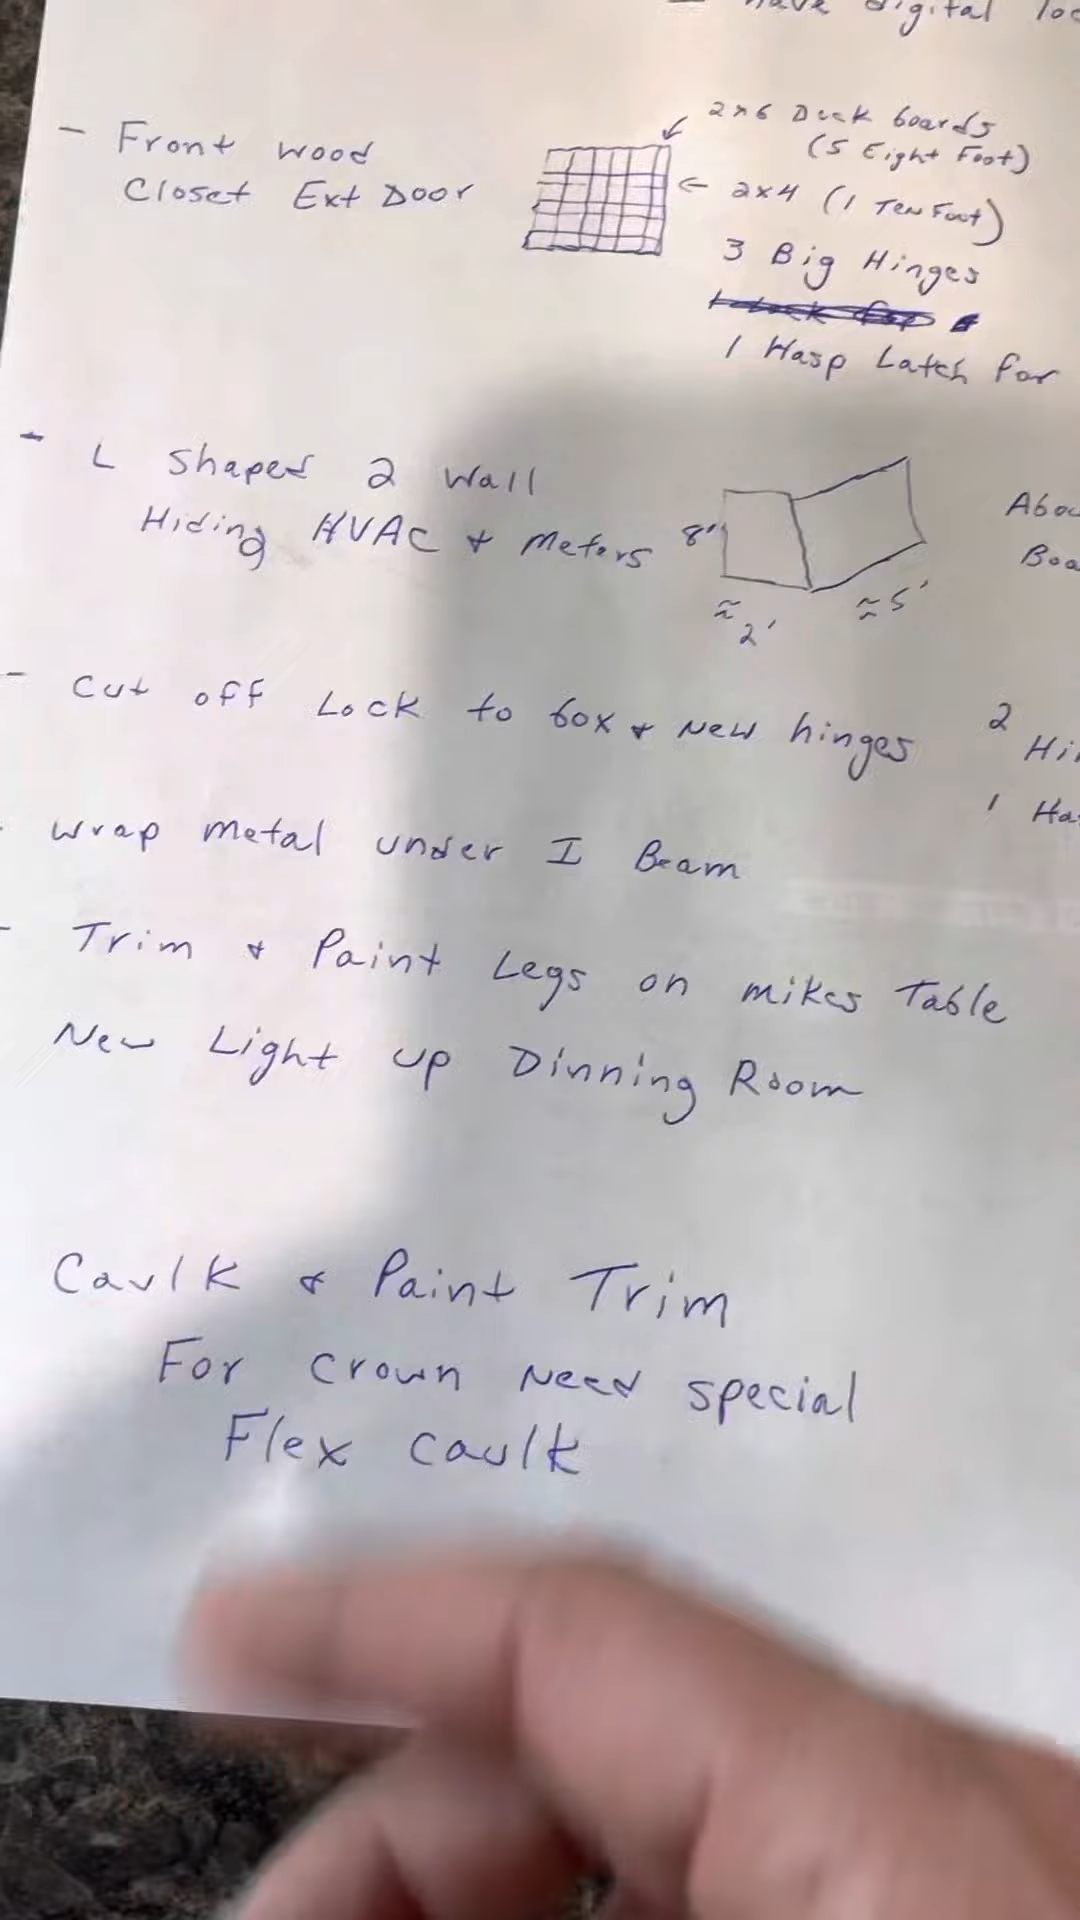 - Have digital
- Front wood
Closet Ext Door
2x6 Deck boards
(5 Eight Foot)
← 2x4 (1 Ten Foot)
3 Big Hinges
1 Hasp Latch for
- L shaped 2 Wall
Hiding HVAC + Meters
8'
≈ 2'
≈ 5'
- Cut off Lock to box + New hinges
2
1
- Wrap metal under I Beam
- Trim + Paint Legs on mikes Table
New Light up Dinning Room
Caulk + Paint Trim
For crown Need special
Flex caulk